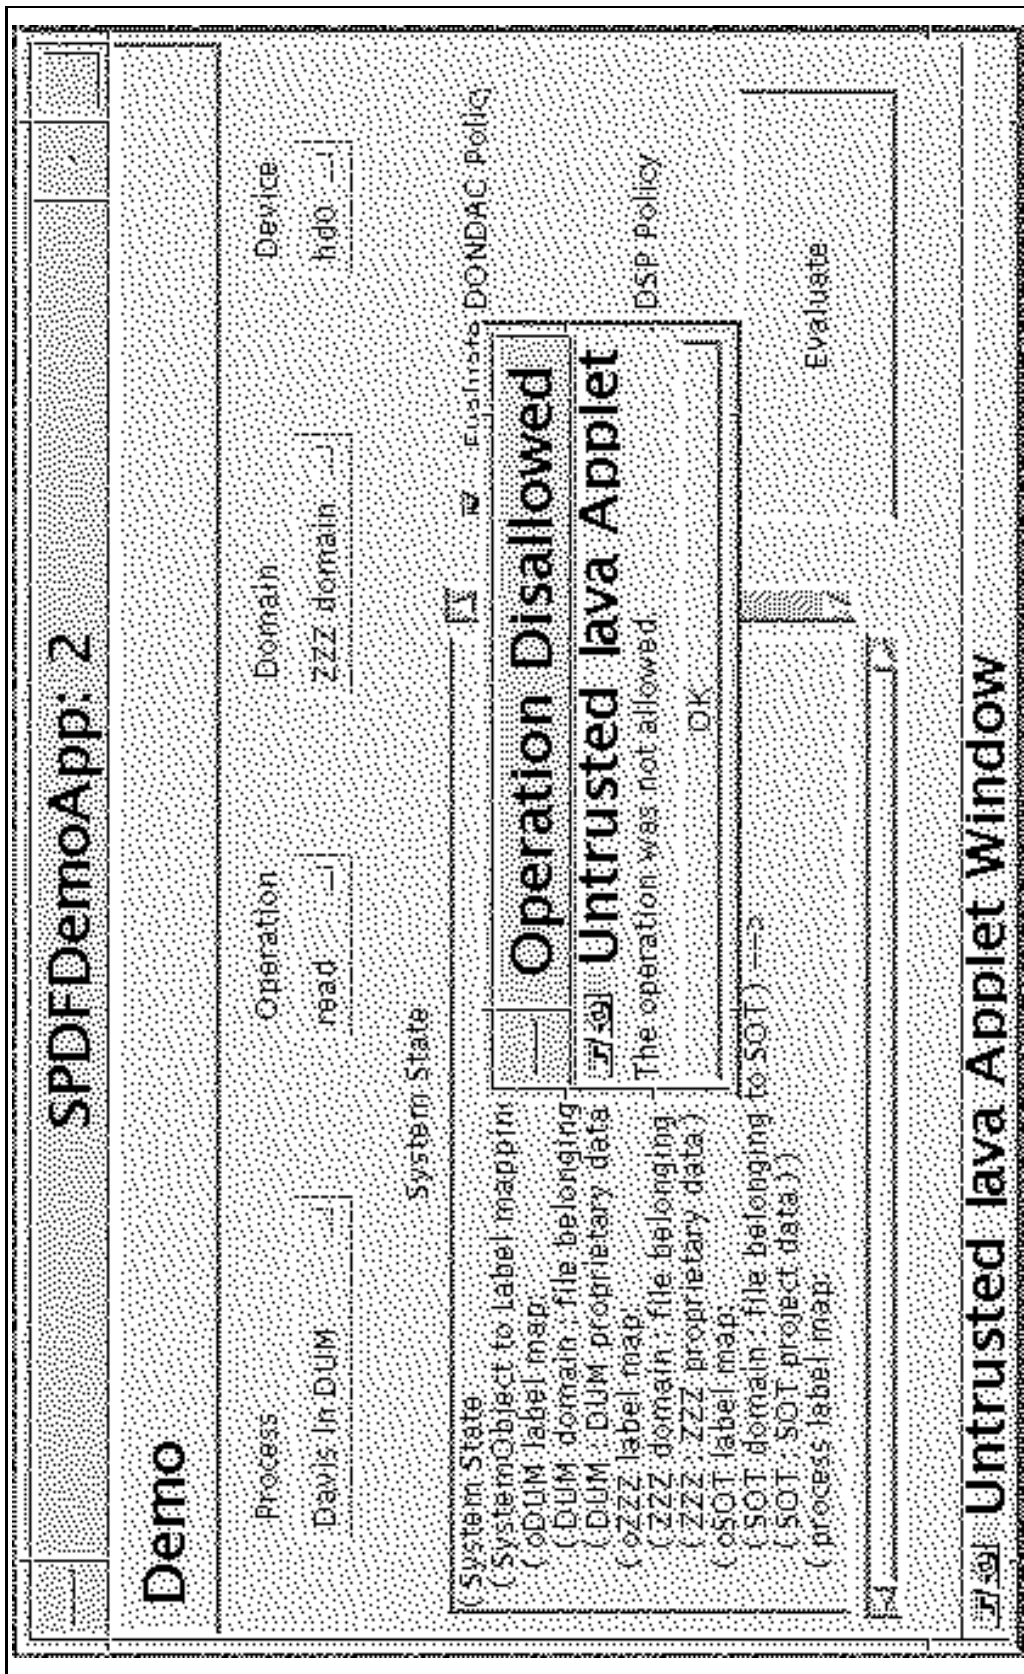 SPDFDemoApp: 2
Demo
Process
Operation
Domain
Device
Davis In DUM
read
ZZZ domain
hd0
System State
(System State
(SystemObject to Label mappin
(oDUM label map:
(DUM domain ; file belonging
(DUM ; DUM proprietary data
(oZZZ label map:
(ZZZ domain ; file belonging
(ZZZ ; ZZZ proprietary data)
(oSOT label map:
(SOT domain ; file belonging to SOT) -->
(SOT ; SOT project data))
(process label map:
DONDAC Policy
DSP Policy
Evaluate
Operation Disallowed
Untrusted Java Applet
The operation was not allowed.
OK
Untrusted Java Applet Window